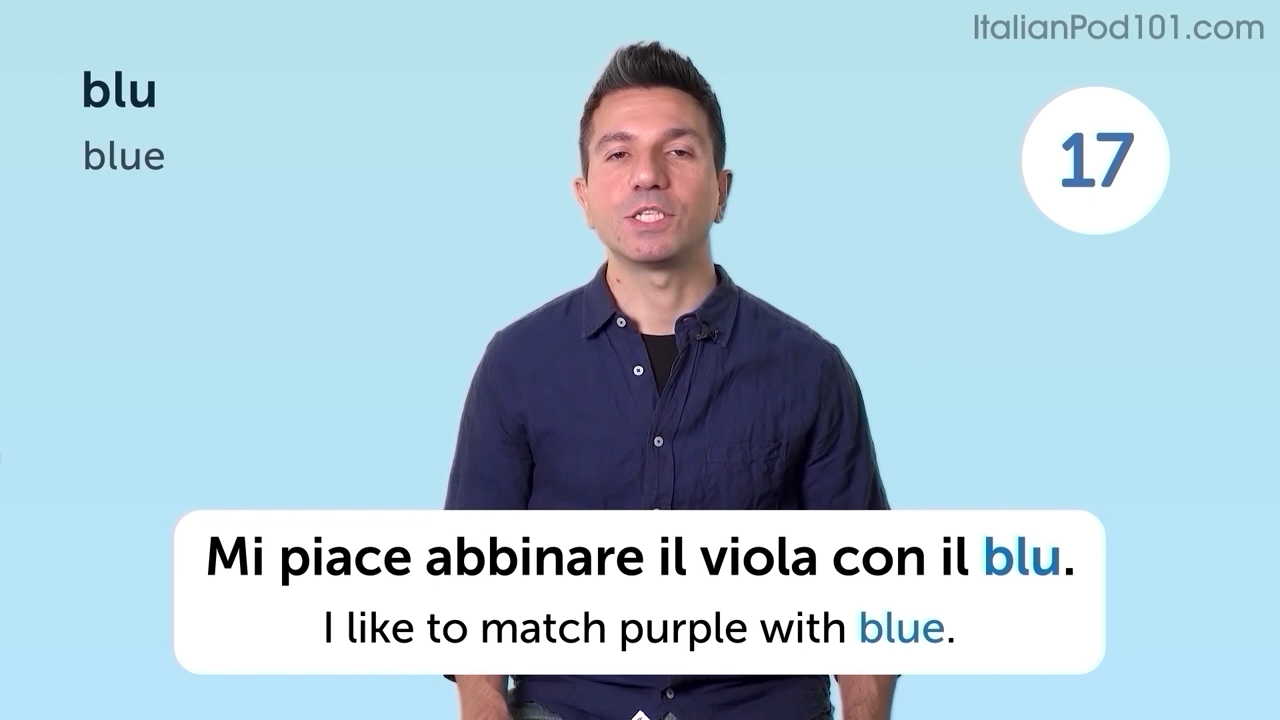 ItalianPod101.com
blu
blue
17
Mi piace abbinare il viola con il blu.
I like to match purple with blue.